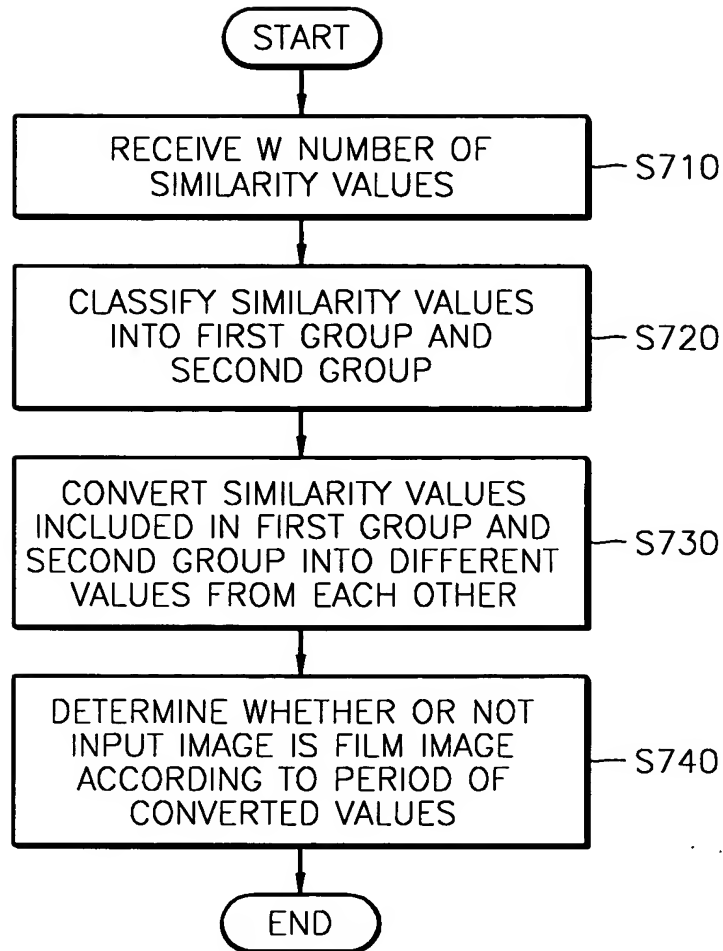 START
RECEIVE W NUMBER OF
SIMILARITY VALUES
S710
CLASSIFY SIMILARITY VALUES
INTO FIRST GROUP AND
SECOND GROUP
S720
CONVERT SIMILARITY VALUES
INCLUDED IN FIRST GROUP AND
SECOND GROUP INTO DIFFERENT
VALUES FROM EACH OTHER
S730
DETERMINE WHETHER OR NOT
INPUT IMAGE IS FILM IMAGE
ACCORDING TO PERIOD OF
CONVERTED VALUES
S740
END